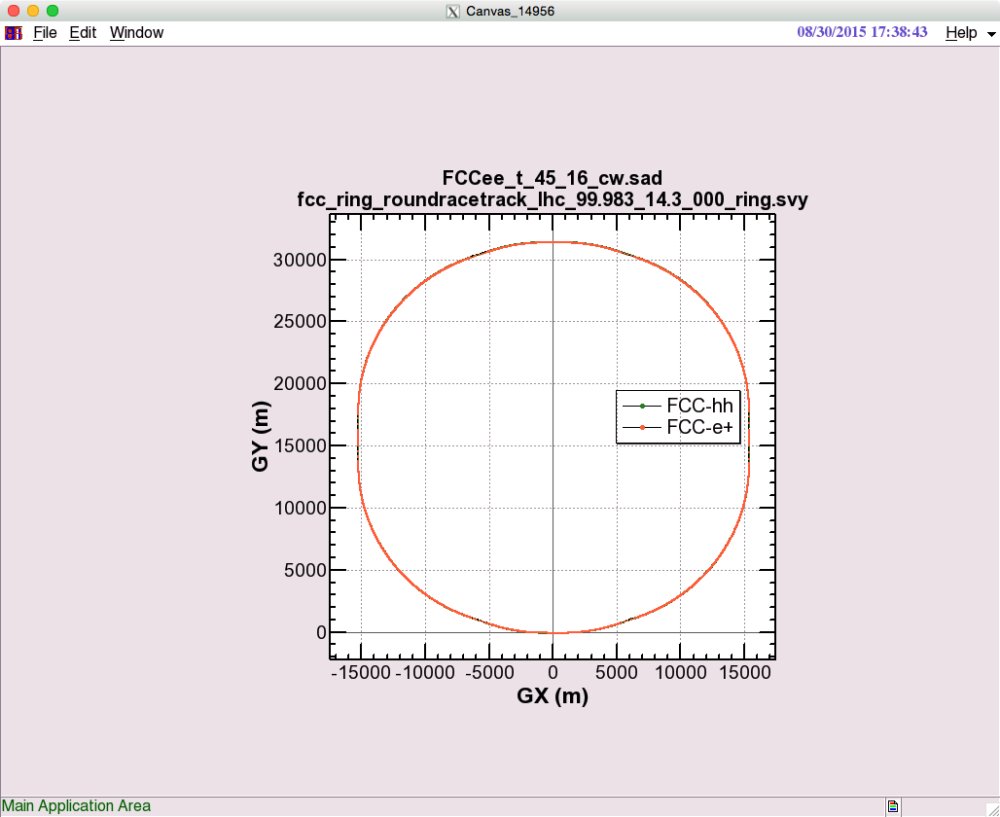 Canvas_14956
File Edit Window 08/30/2015 17:38:43 Help
FCCee_t_45_16_cw.sad
fcc_ring_roundracetrack_lhc_99.983_14.3_000_ring.svy
30000
25000
20000
15000
10000
5000
0
GY (m)
FCC-hh
FCC-e+
-15000 -10000 -5000 0 5000 10000 15000
GX (m)
Main Application Area